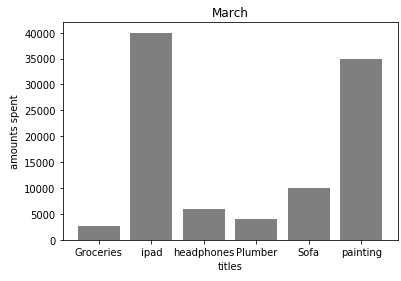 March
40000
35000
30000
25000
20000
15000
10000
5000
0
amounts spent
Groceries ipad headphones Plumber Sofa painting
titles